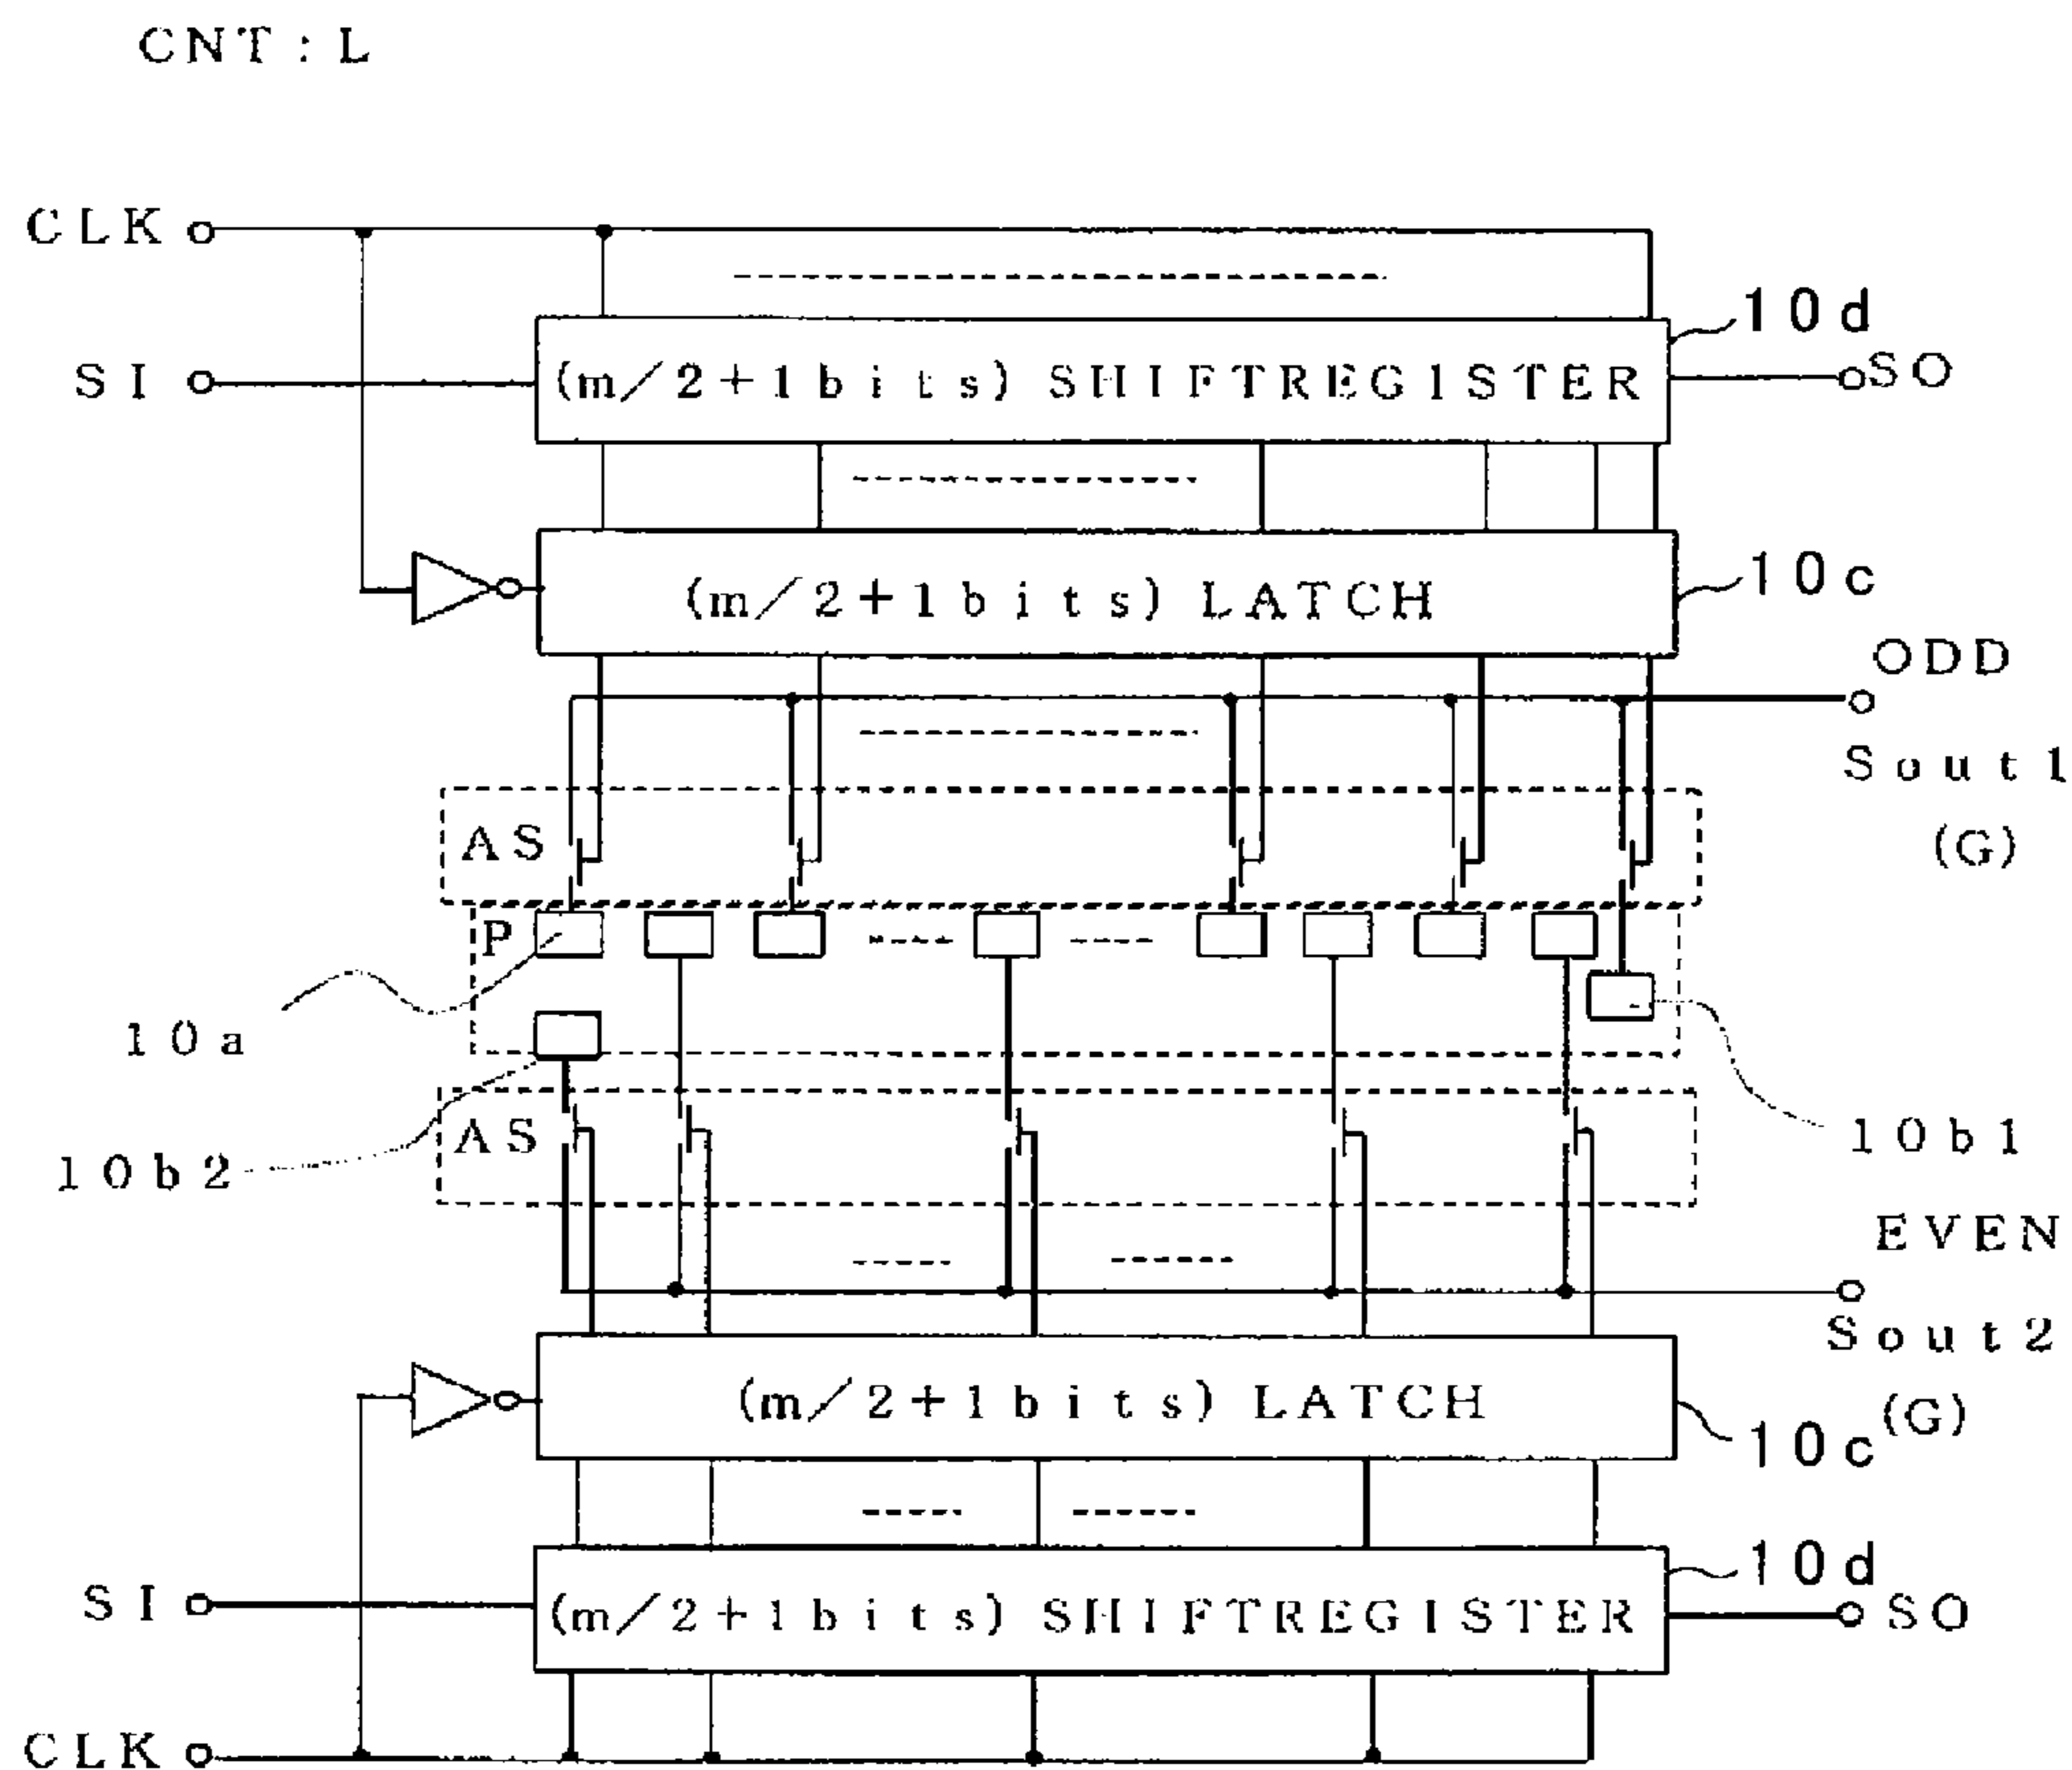 CNT : L
CLK
10d
SI
(m/2+1bits) SHIFTREGISTER
SO
(m/2+1bits) LATCH
10c
ODD
Sout1
(G)
AS
P
10a
10b2
AS
10b1
EVEN
Sout2
(G)
(m/2+1bits) LATCH
10c
10d
SI
(m/2+1bits) SHIFTREGISTER
SO
CLK